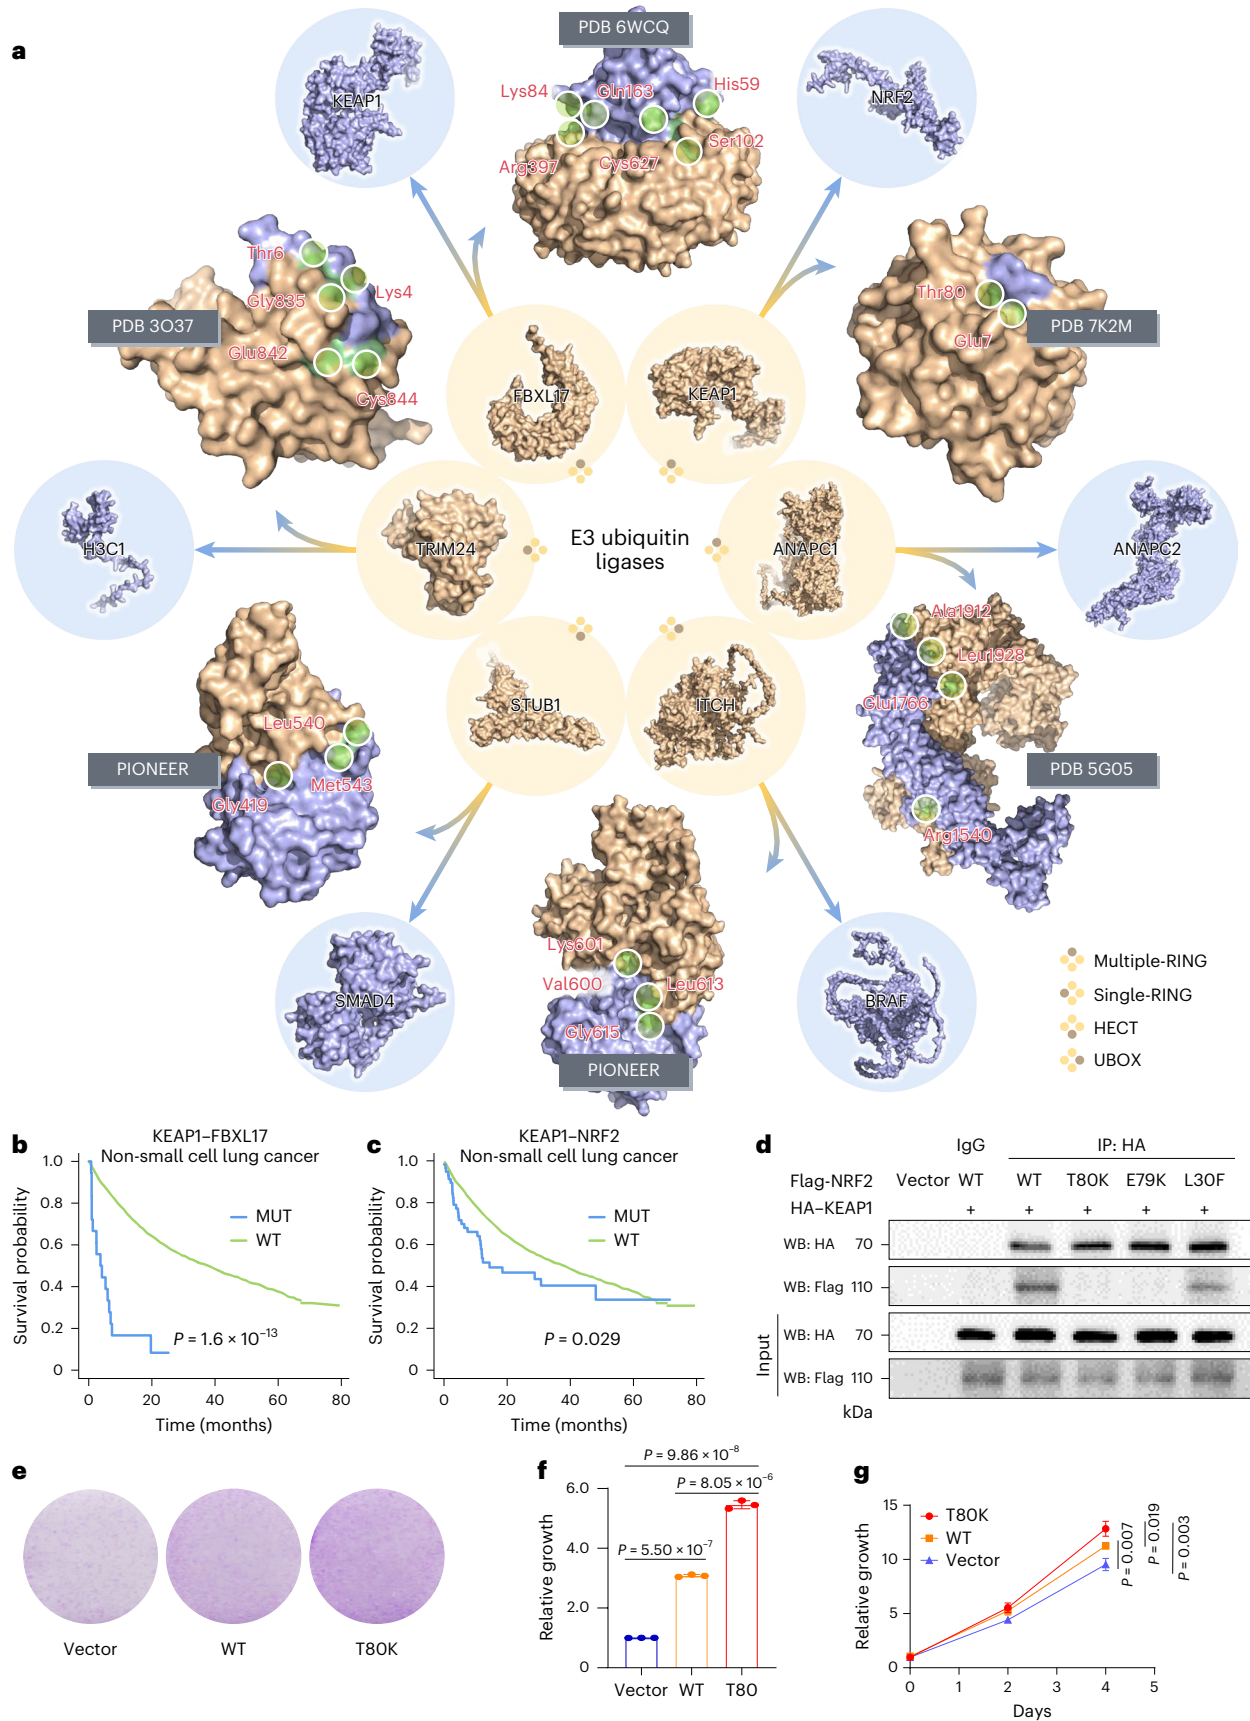 a
PDB 6WCQ
KEAP1
Lys84
Gln163
His59
NRF2
Arg397
Cys627
Ser102
Thr6
Lys4
Gly835
PDB 3O37
Glu842
Cys844
Thr80
PDB 7K2M
Glu7
FBXL17
KEAP1
H3C1
TRIM24
E3 ubiquitin
ligases
ANAPC1
ANAPC2
Ala1912
Leu1928
Glu1766
STUB1
ITCH
Leu540
PIONEER
Met543
Gly419
PDB 5G05
Arg1540
Lys601
Val600
Leu613
Gly615
PIONEER
SMAD4
BRAF
Multiple-RING
Single-RING
HECT
UBOX
b
KEAP1–FBXL17
Non-small cell lung cancer
Survival probability
1.0
0.8
0.6
0.4
0.2
0
MUT
WT
P = 1.6 × 10−13
0 20 40 60 80
Time (months)
c
KEAP1–NRF2
Non-small cell lung cancer
Survival probability
1.0
0.8
0.6
0.4
0.2
0
MUT
WT
P = 0.029
0 20 40 60 80
Time (months)
d
IgG IP: HA
Flag-NRF2 Vector WT WT T80K E79K L30F
HA–KEAP1 + + + + +
WB: HA 70
WB: Flag 110
Input
WB: HA 70
WB: Flag 110
kDa
e
Vector WT T80K
f
P = 9.86 × 10−8
P = 8.05 × 10−6
P = 5.50 × 10−7
Relative growth
6.0
4.0
2.0
0
Vector WT T80
g
Relative growth
15
10
5
0
T80K
WT
Vector
P = 0.007
P = 0.019
P = 0.003
0 1 2 3 4 5
Days